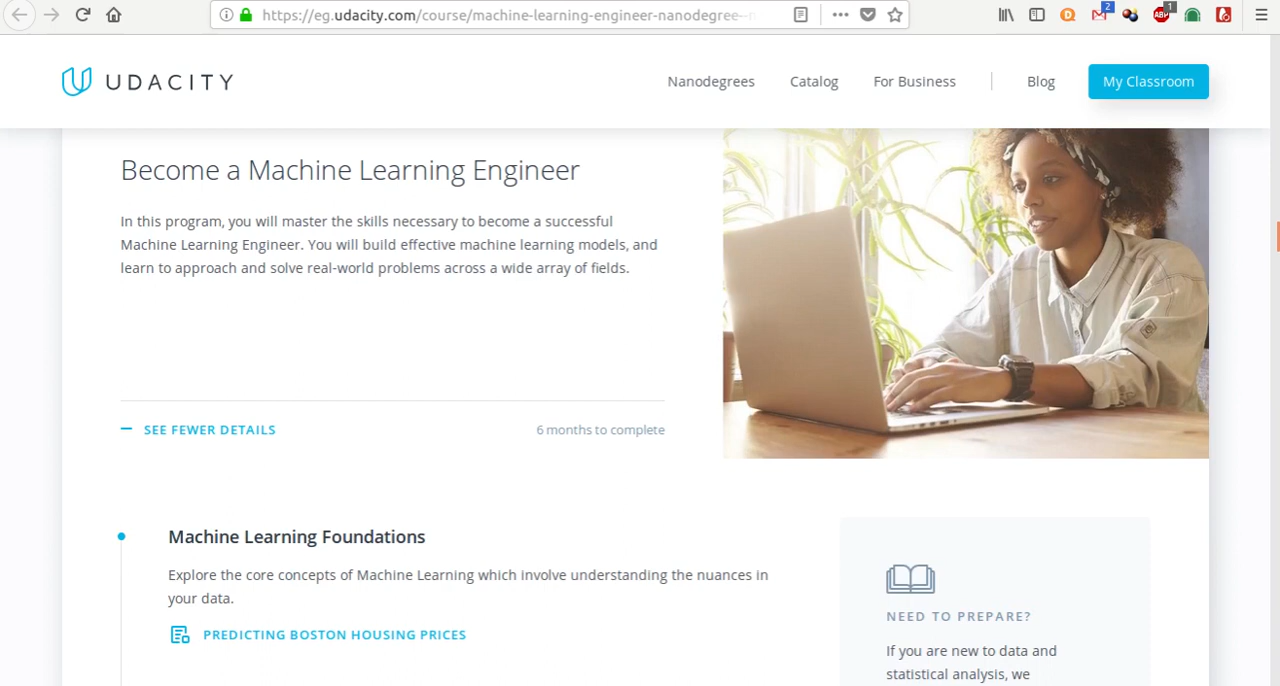 https://eg.udacity.com/course/machine-learning-engineer-nanodegree--n
2
ABP
1
UDACITY
Nanodegrees
Catalog
For Business
Blog
My Classroom
Become a Machine Learning Engineer
In this program, you will master the skills necessary to become a successful
Machine Learning Engineer. You will build effective machine learning models, and
learn to approach and solve real-world problems across a wide array of fields.
SEE FEWER DETAILS
6 months to complete
Machine Learning Foundations
Explore the core concepts of Machine Learning which involve understanding the nuances in
your data.
PREDICTING BOSTON HOUSING PRICES
NEED TO PREPARE?
If you are new to data and
statistical analysis, we